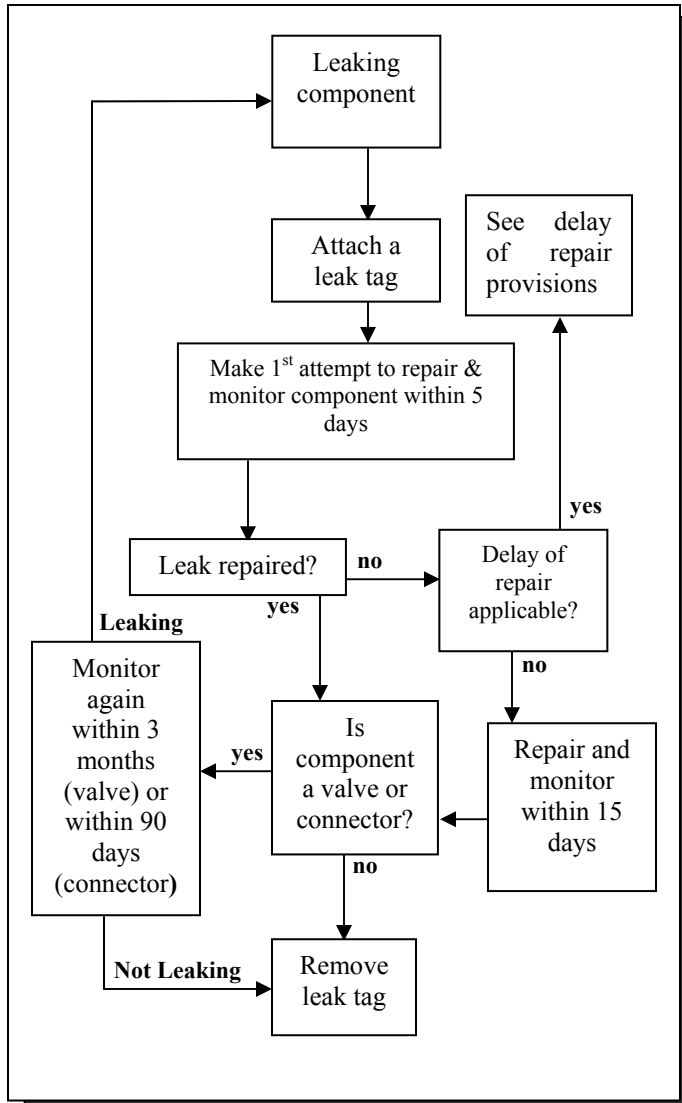 Leaking
component
Attach a
leak tag
See delay
of repair
provisions
Make 1st attempt to repair &
monitor component within 5
days
yes
Leak repaired?
no
Delay of
repair
applicable?
yes
Leaking
no
Monitor
again
within 3
months
(valve) or
within 90
days
(connector)
yes
Is
component
a valve or
connector?
Repair and
monitor
within 15
days
no
Not Leaking
Remove
leak tag